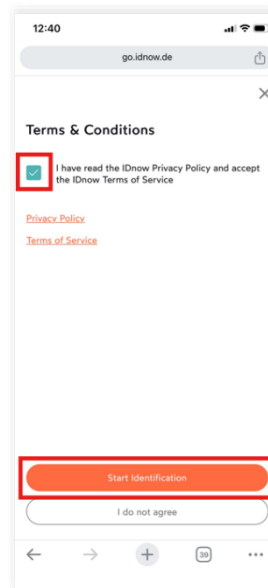 12:40
go.idnow.de
Terms & Conditions
I have read the IDnow Privacy Policy and accept
the IDnow Terms of Service
Privacy Policy
Terms of Service
Start Identification
I do not agree
39